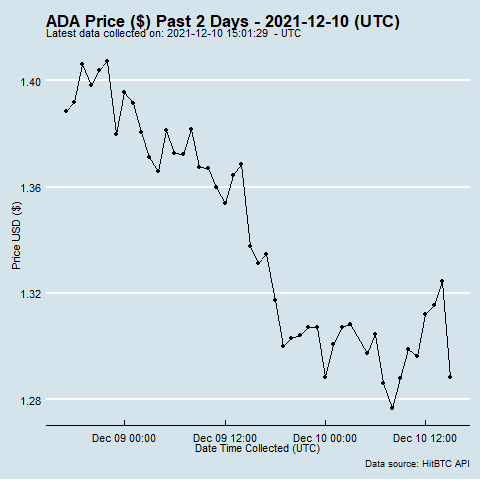 ADA Price ($) Past 2 Days - 2021-12-10 (UTC)
Latest data collected on: 2021-12-10 15:01:29 - UTC
1.40
1.36
1.32
1.28
Price USD ($)
Dec 09 00:00 Dec 09 12:00 Dec 10 00:00 Dec 10 12:00
Date Time Collected (UTC)
Data source: HitBTC API